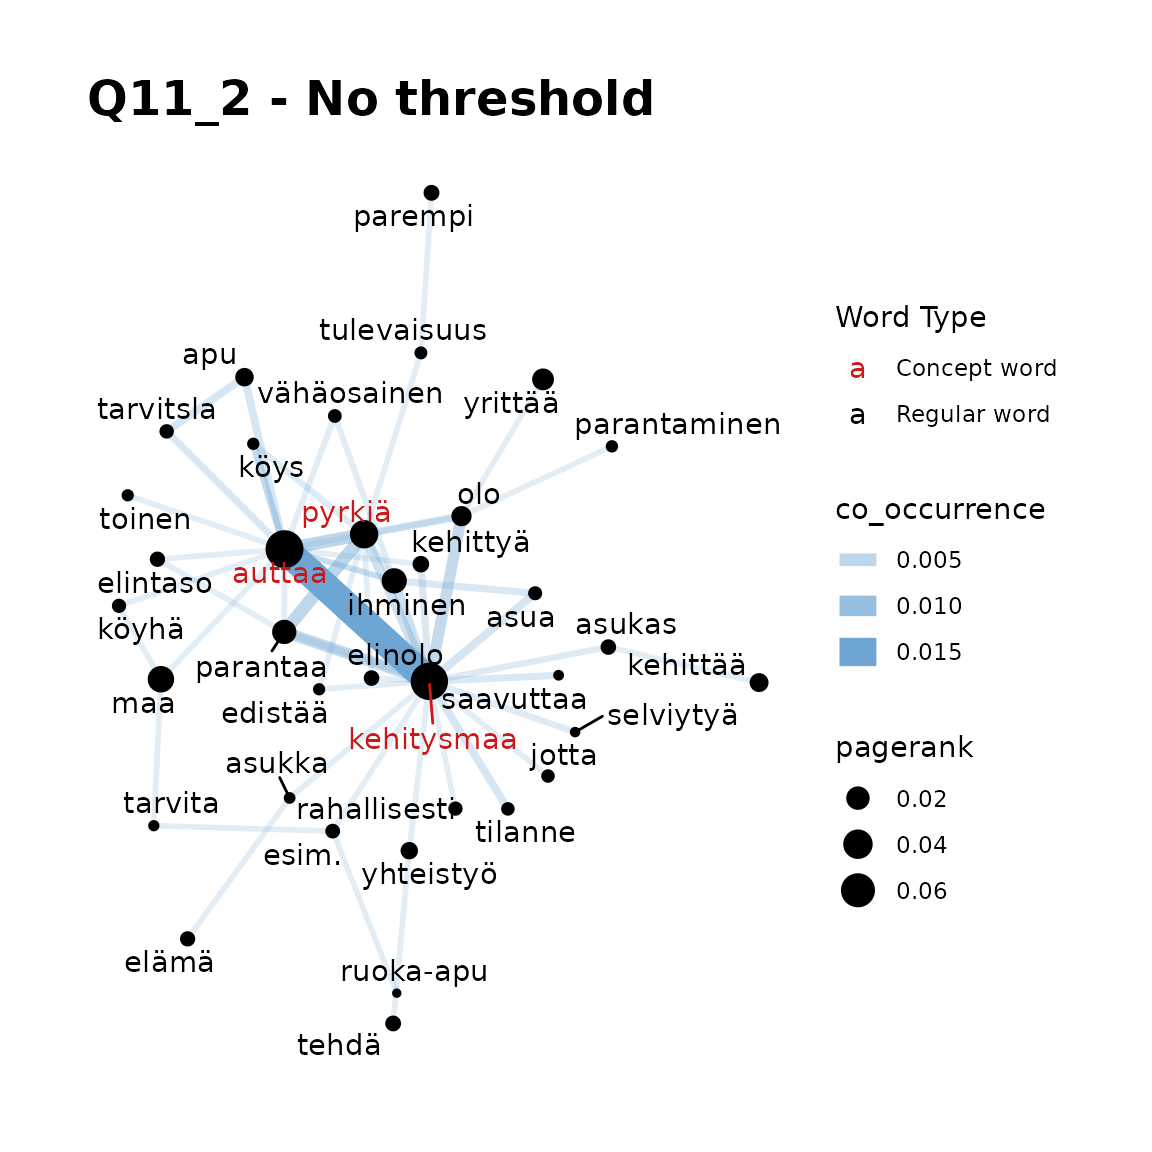 Q11_2 - No threshold
parempi
tulevaisuus
apu
vähäosainen
yrittää
tarvitsla
parantaminen
köys
olo
pyrkiä
toinen
kehittyä
auttaa
elintaso
ihminen
asua
köyhä
asukas
elinolo
parantaa
kehittää
maa
saavuttaa
edistää
selviytyä
kehitysmaa
jotta
asukka
tarvita
rahallisesti
tilanne
esim.
yhteistyö
elämä
ruoka-apu
tehdä
Word Type
a Concept word
a Regular word
co_occurrence
0.005
0.010
0.015
pagerank
0.02
0.04
0.06